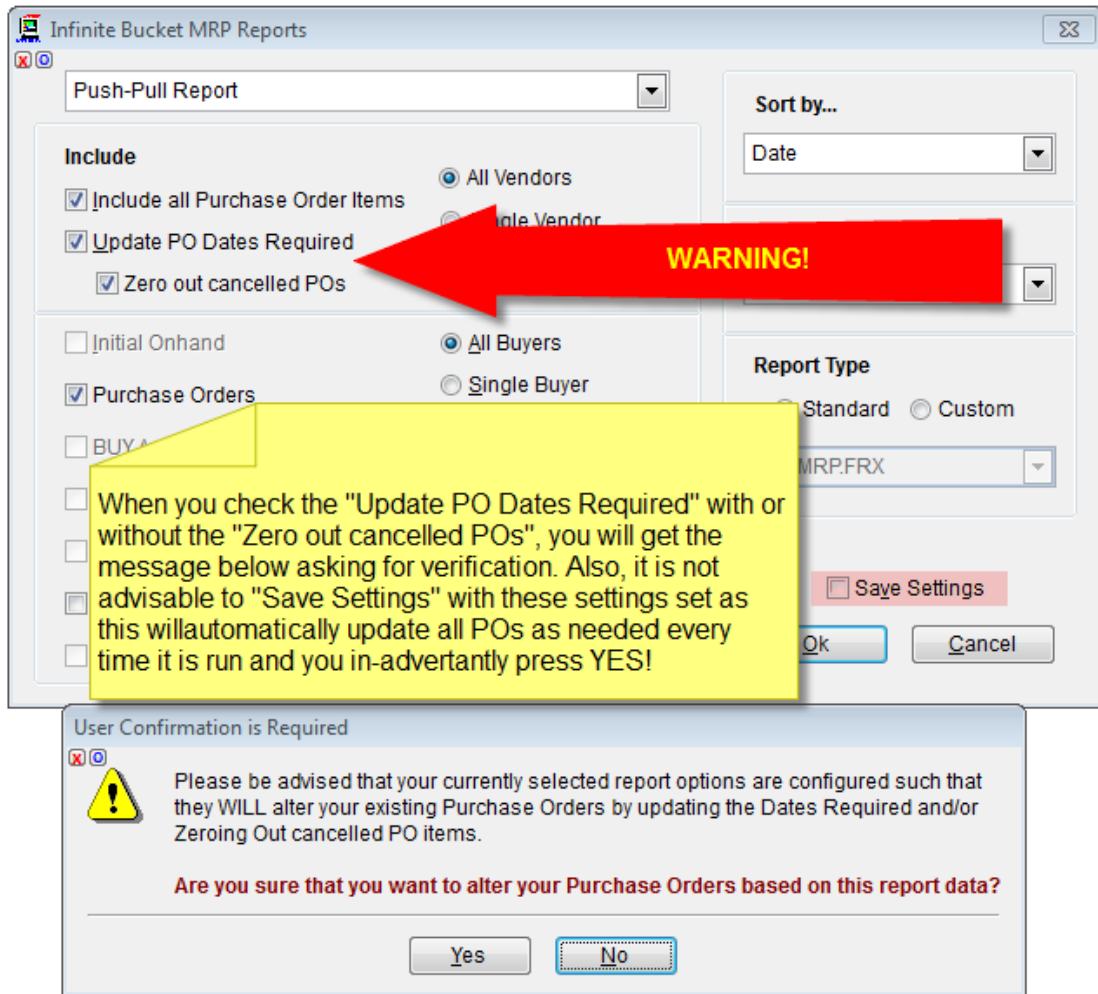 Infinite Bucket MRP Reports
X O
Push-Pull Report
Sort by...
Date
Include
All Vendors
Include all Purchase Order Items
Single Vendor
Update PO Dates Required
WARNING!
Zero out cancelled POs
Initial Onhand
All Buyers
Purchase Orders
Single Buyer
Report Type
Standard Custom
BUY
MRP.FRX
When you check the "Update PO Dates Required" with or
without the "Zero out cancelled POs", you will get the
message below asking for verification. Also, it is not
advisable to "Save Settings" with these settings set as
this willautomatically update all POs as needed every
time it is run and you in-advertantly press YES!
Save Settings
Ok Cancel
User Confirmation is Required
X O
Please be advised that your currently selected report options are configured such that
they WILL alter your existing Purchase Orders by updating the Dates Required and/or
Zeroing Out cancelled PO items.
Are you sure that you want to alter your Purchase Orders based on this report data?
Yes No